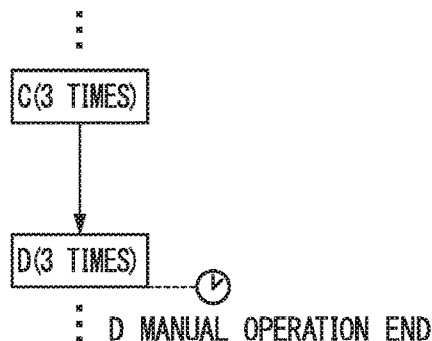 C(3 TIMES)
D(3 TIMES)
D MANUAL OPERATION END